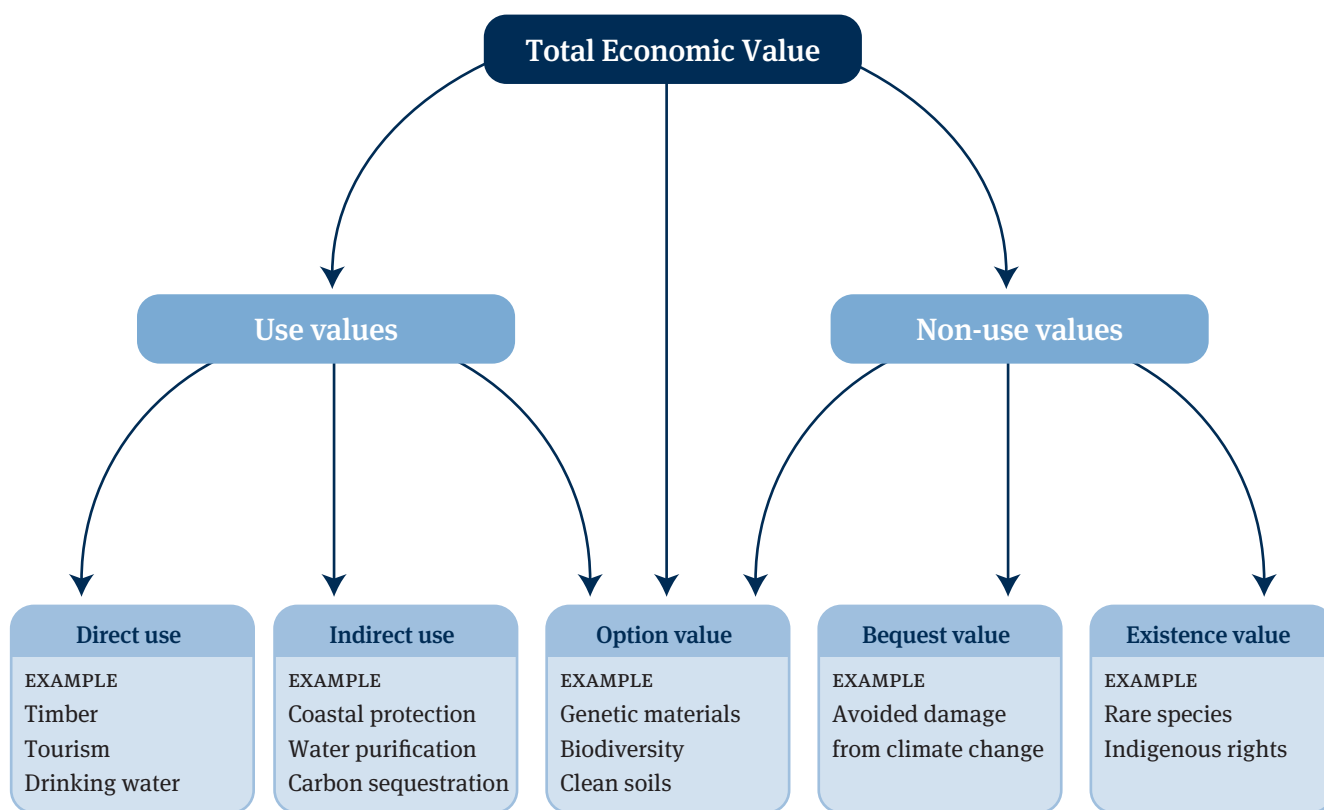 Total Economic Value
Use values
Non-use values
Direct use
EXAMPLE
Timber
Tourism
Drinking water
Indirect use
EXAMPLE
Coastal protection
Water purification
Carbon sequestration
Option value
EXAMPLE
Genetic materials
Biodiversity
Clean soils
Bequest value
EXAMPLE
Avoided damage
from climate change
Existence value
EXAMPLE
Rare species
Indigenous rights